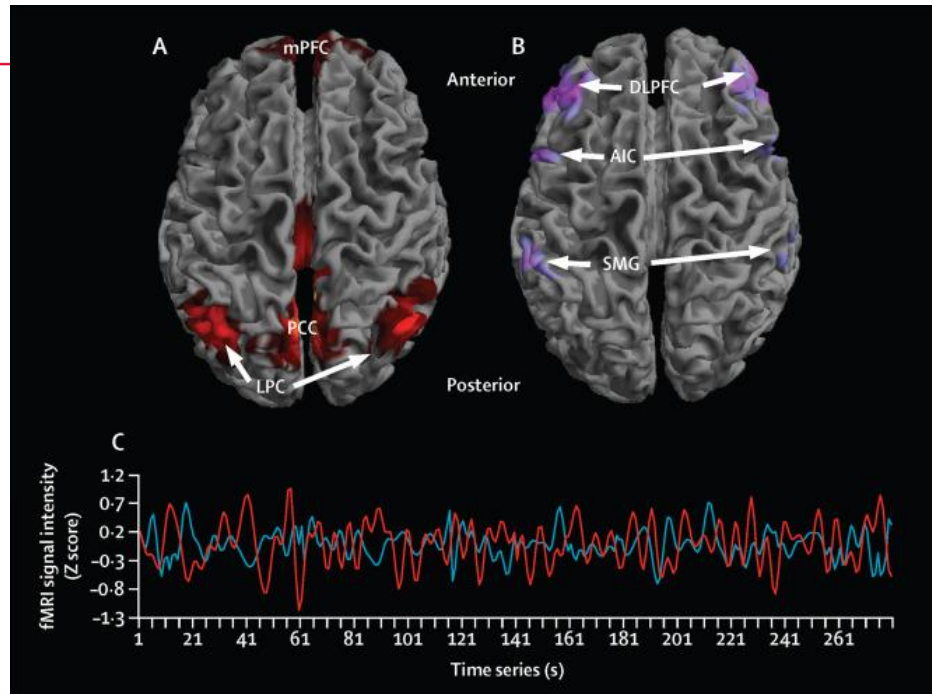 A
mPFC
B
Anterior
DLPFC
AIC
SMG
PCC
LPC
Posterior
C
fMRI signal intensity
(Z score)
1·2
0·7
0·2
−0·3
−0·8
−1·3
1 21 41 61 81 101 121 141 161 181 201 221 241 261
Time series (s)